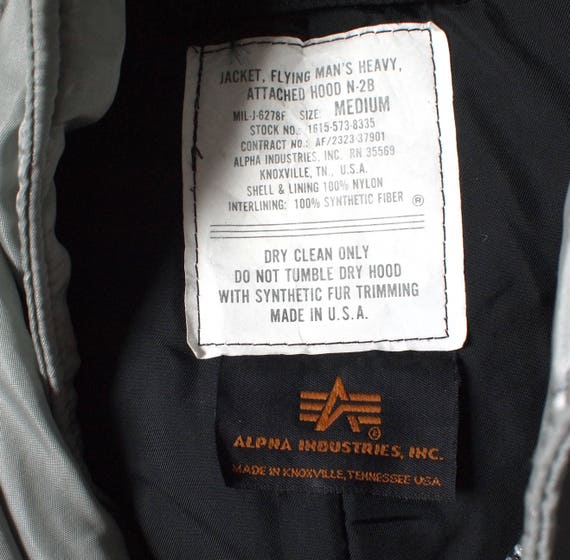 JACKET, FLYING MAN'S HEAVY,
ATTACHED HOOD N-2B
MIL-J-6278F SIZE: MEDIUM
STOCK NO.: 1615-573-8335
CONTRACT NO.: AF/2323-37901
ALPHA INDUSTRIES, INC. RN 35569
KNOXVILLE, TN., U.S.A.
SHELL & LINING 100% NYLON
INTERLINING: 100% SYNTHETIC FIBER ®
DRY CLEAN ONLY
DO NOT TUMBLE DRY HOOD
WITH SYNTHETIC FUR TRIMMING
MADE IN U.S.A.
®
ALPHA INDUSTRIES, INC.
MADE IN KNOXVILLE, TENNESSEE USA